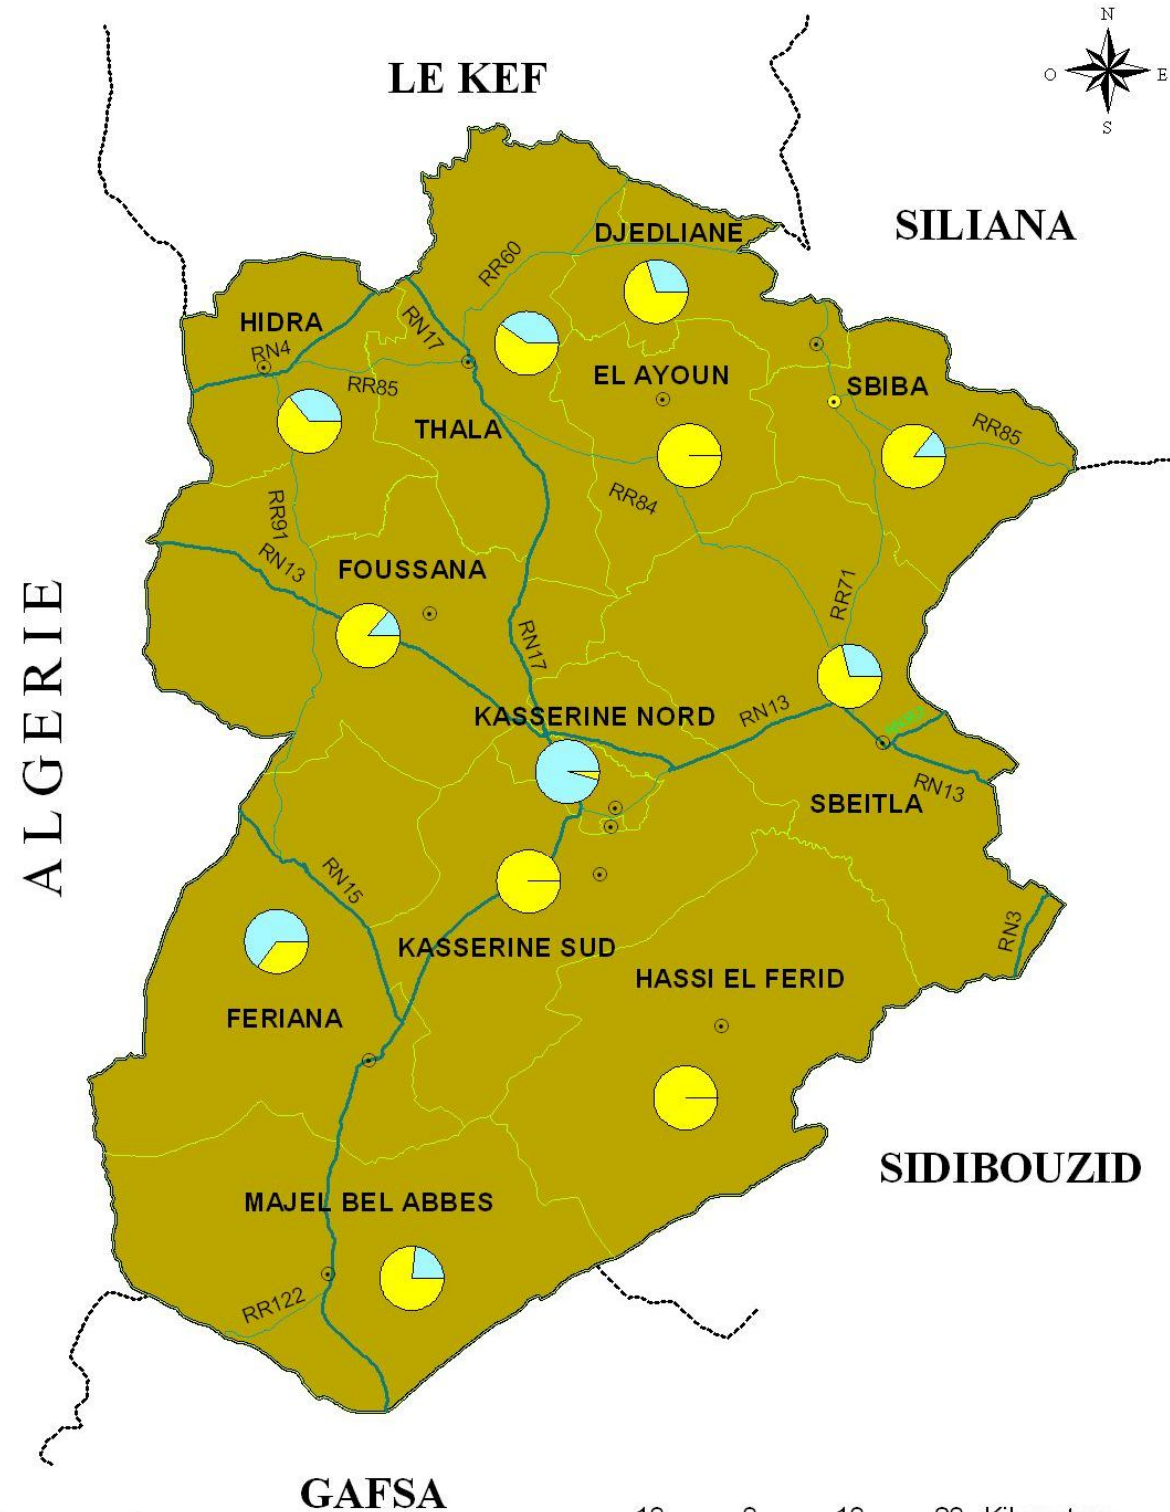 N
LE KEF
O
E
S
SILIANA
DJEDLIANE
RR60
HIDRA
RN17
RN4
EL AYOUN
SBIBA
RR85
THALA
RR85
RR84
RR91
RN13
FOUSSANA
RR71
ALGERIE
RN17
KASSERINE NORD
RN13
RN13
SBEITLA
RN15
RN3
KASSERINE SUD
HASSI EL FERID
FERIANA
SIDIBOUZID
MAJEL BEL ABBES
RR122
GAFSA